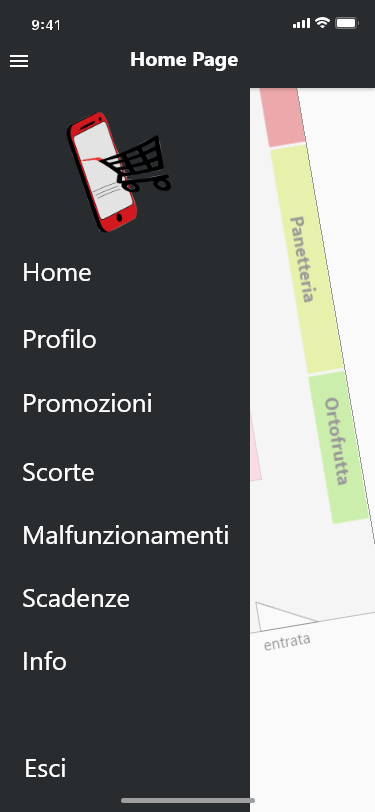 9:41
Home Page
Home
Profilo
Promozioni
Scorte
Malfunzionamenti
Scadenze
Info
Esci
Panetteria
Ortofrutta
entrata